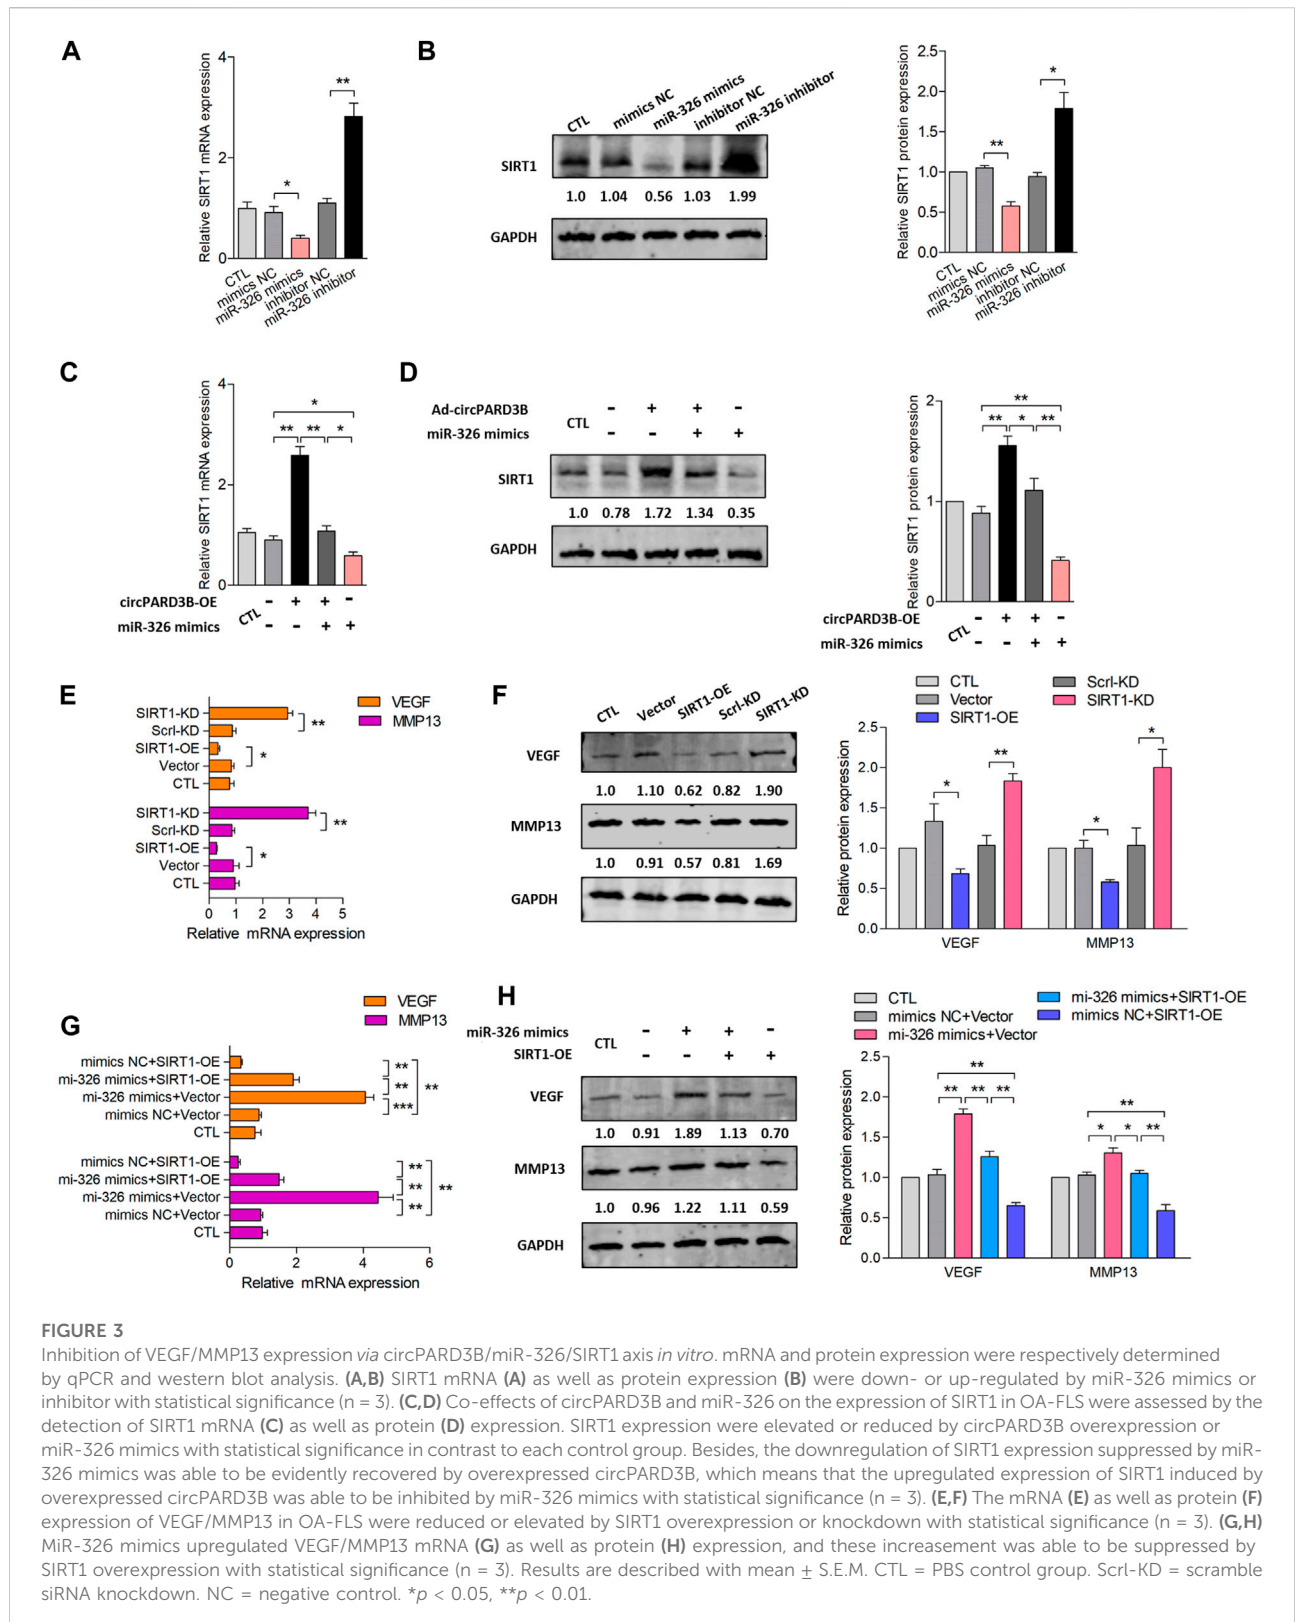 A
Relative SIRT1 mRNA expression
4
2
0
*
**
CTL
mimics NC
miR-326 mimics
inhibitor NC
miR-326 inhibitor
B
CTL
mimics NC
miR-326 mimics
inhibitor NC
miR-326 inhibitor
SIRT1
1.0 1.04 0.56 1.03 1.99
GAPDH
Relative SIRT1 protein expression
2.5
2.0
1.5
1.0
0.5
0.0
**
*
CTL
mimics NC
miR-326 mimics
inhibitor NC
miR-326 inhibitor
C
Relative SIRT1 mRNA expression
4
2
0
*
** ** *
circPARD3B-OE CTL - + + -
miR-326 mimics - - + +
D
Ad-circPARD3B CTL - + + -
miR-326 mimics - - + +
SIRT1
1.0 0.78 1.72 1.34 0.35
GAPDH
Relative SIRT1 protein expression
2
1
0
**
** * **
circPARD3B-OE CTL - + + -
miR-326 mimics - - + +
E
VEGF
MMP13
SIRT1-KD
Scrl-KD
SIRT1-OE
Vector
CTL
**
*
SIRT1-KD
Scrl-KD
SIRT1-OE
Vector
CTL
**
*
0 1 2 3 4 5
Relative mRNA expression
F
CTL
Vector
SIRT1-OE
Scrl-KD
SIRT1-KD
VEGF
1.0 1.10 0.62 0.82 1.90
MMP13
1.0 0.91 0.57 0.81 1.69
GAPDH
CTL
Vector
SIRT1-OE
Scrl-KD
SIRT1-KD
Relative protein expression
2.5
2.0
1.5
1.0
0.5
0.0
* ** * *
VEGF MMP13
G
VEGF
MMP13
mimics NC+SIRT1-OE
mi-326 mimics+SIRT1-OE
mi-326 mimics+Vector
mimics NC+Vector
CTL
**
**
***
**
mimics NC+SIRT1-OE
mi-326 mimics+SIRT1-OE
mi-326 mimics+Vector
mimics NC+Vector
CTL
**
**
**
**
0 2 4 6
Relative mRNA expression
H
miR-326 mimics CTL - + + -
SIRT1-OE - - + +
VEGF
1.0 0.91 1.89 1.13 0.70
MMP13
1.0 0.96 1.22 1.11 0.59
GAPDH
CTL
mimics NC+Vector
mi-326 mimics+Vector
mi-326 mimics+SIRT1-OE
mimics NC+SIRT1-OE
Relative protein expression
2.5
2.0
1.5
1.0
0.5
0.0
**
** ** **
**
* * **
VEGF MMP13
FIGURE 3
Inhibition of VEGF/MMP13 expression via circPARD3B/miR-326/SIRT1 axis in vitro. mRNA and protein expression were respectively determined
by qPCR and western blot analysis. (A,B) SIRT1 mRNA (A) as well as protein expression (B) were down- or up-regulated by miR-326 mimics or
inhibitor with statistical significance (n = 3). (C,D) Co-effects of circPARD3B and miR-326 on the expression of SIRT1 in OA-FLS were assessed by the
detection of SIRT1 mRNA (C) as well as protein (D) expression. SIRT1 expression were elevated or reduced by circPARD3B overexpression or
miR-326 mimics with statistical significance in contrast to each control group. Besides, the downregulation of SIRT1 expression suppressed by miR-
326 mimics was able to be evidently recovered by overexpressed circPARD3B, which means that the upregulated expression of SIRT1 induced by
overexpressed circPARD3B was able to be inhibited by miR-326 mimics with statistical significance (n = 3). (E,F) The mRNA (E) as well as protein (F)
expression of VEGF/MMP13 in OA-FLS were reduced or elevated by SIRT1 overexpression or knockdown with statistical significance (n = 3). (G,H)
MiR-326 mimics upregulated VEGF/MMP13 mRNA (G) as well as protein (H) expression, and these increasement was able to be suppressed by
SIRT1 overexpression with statistical significance (n = 3). Results are described with mean ± S.E.M. CTL = PBS control group. Scrl-KD = scramble
siRNA knockdown. NC = negative control. *p < 0.05, **p < 0.01.